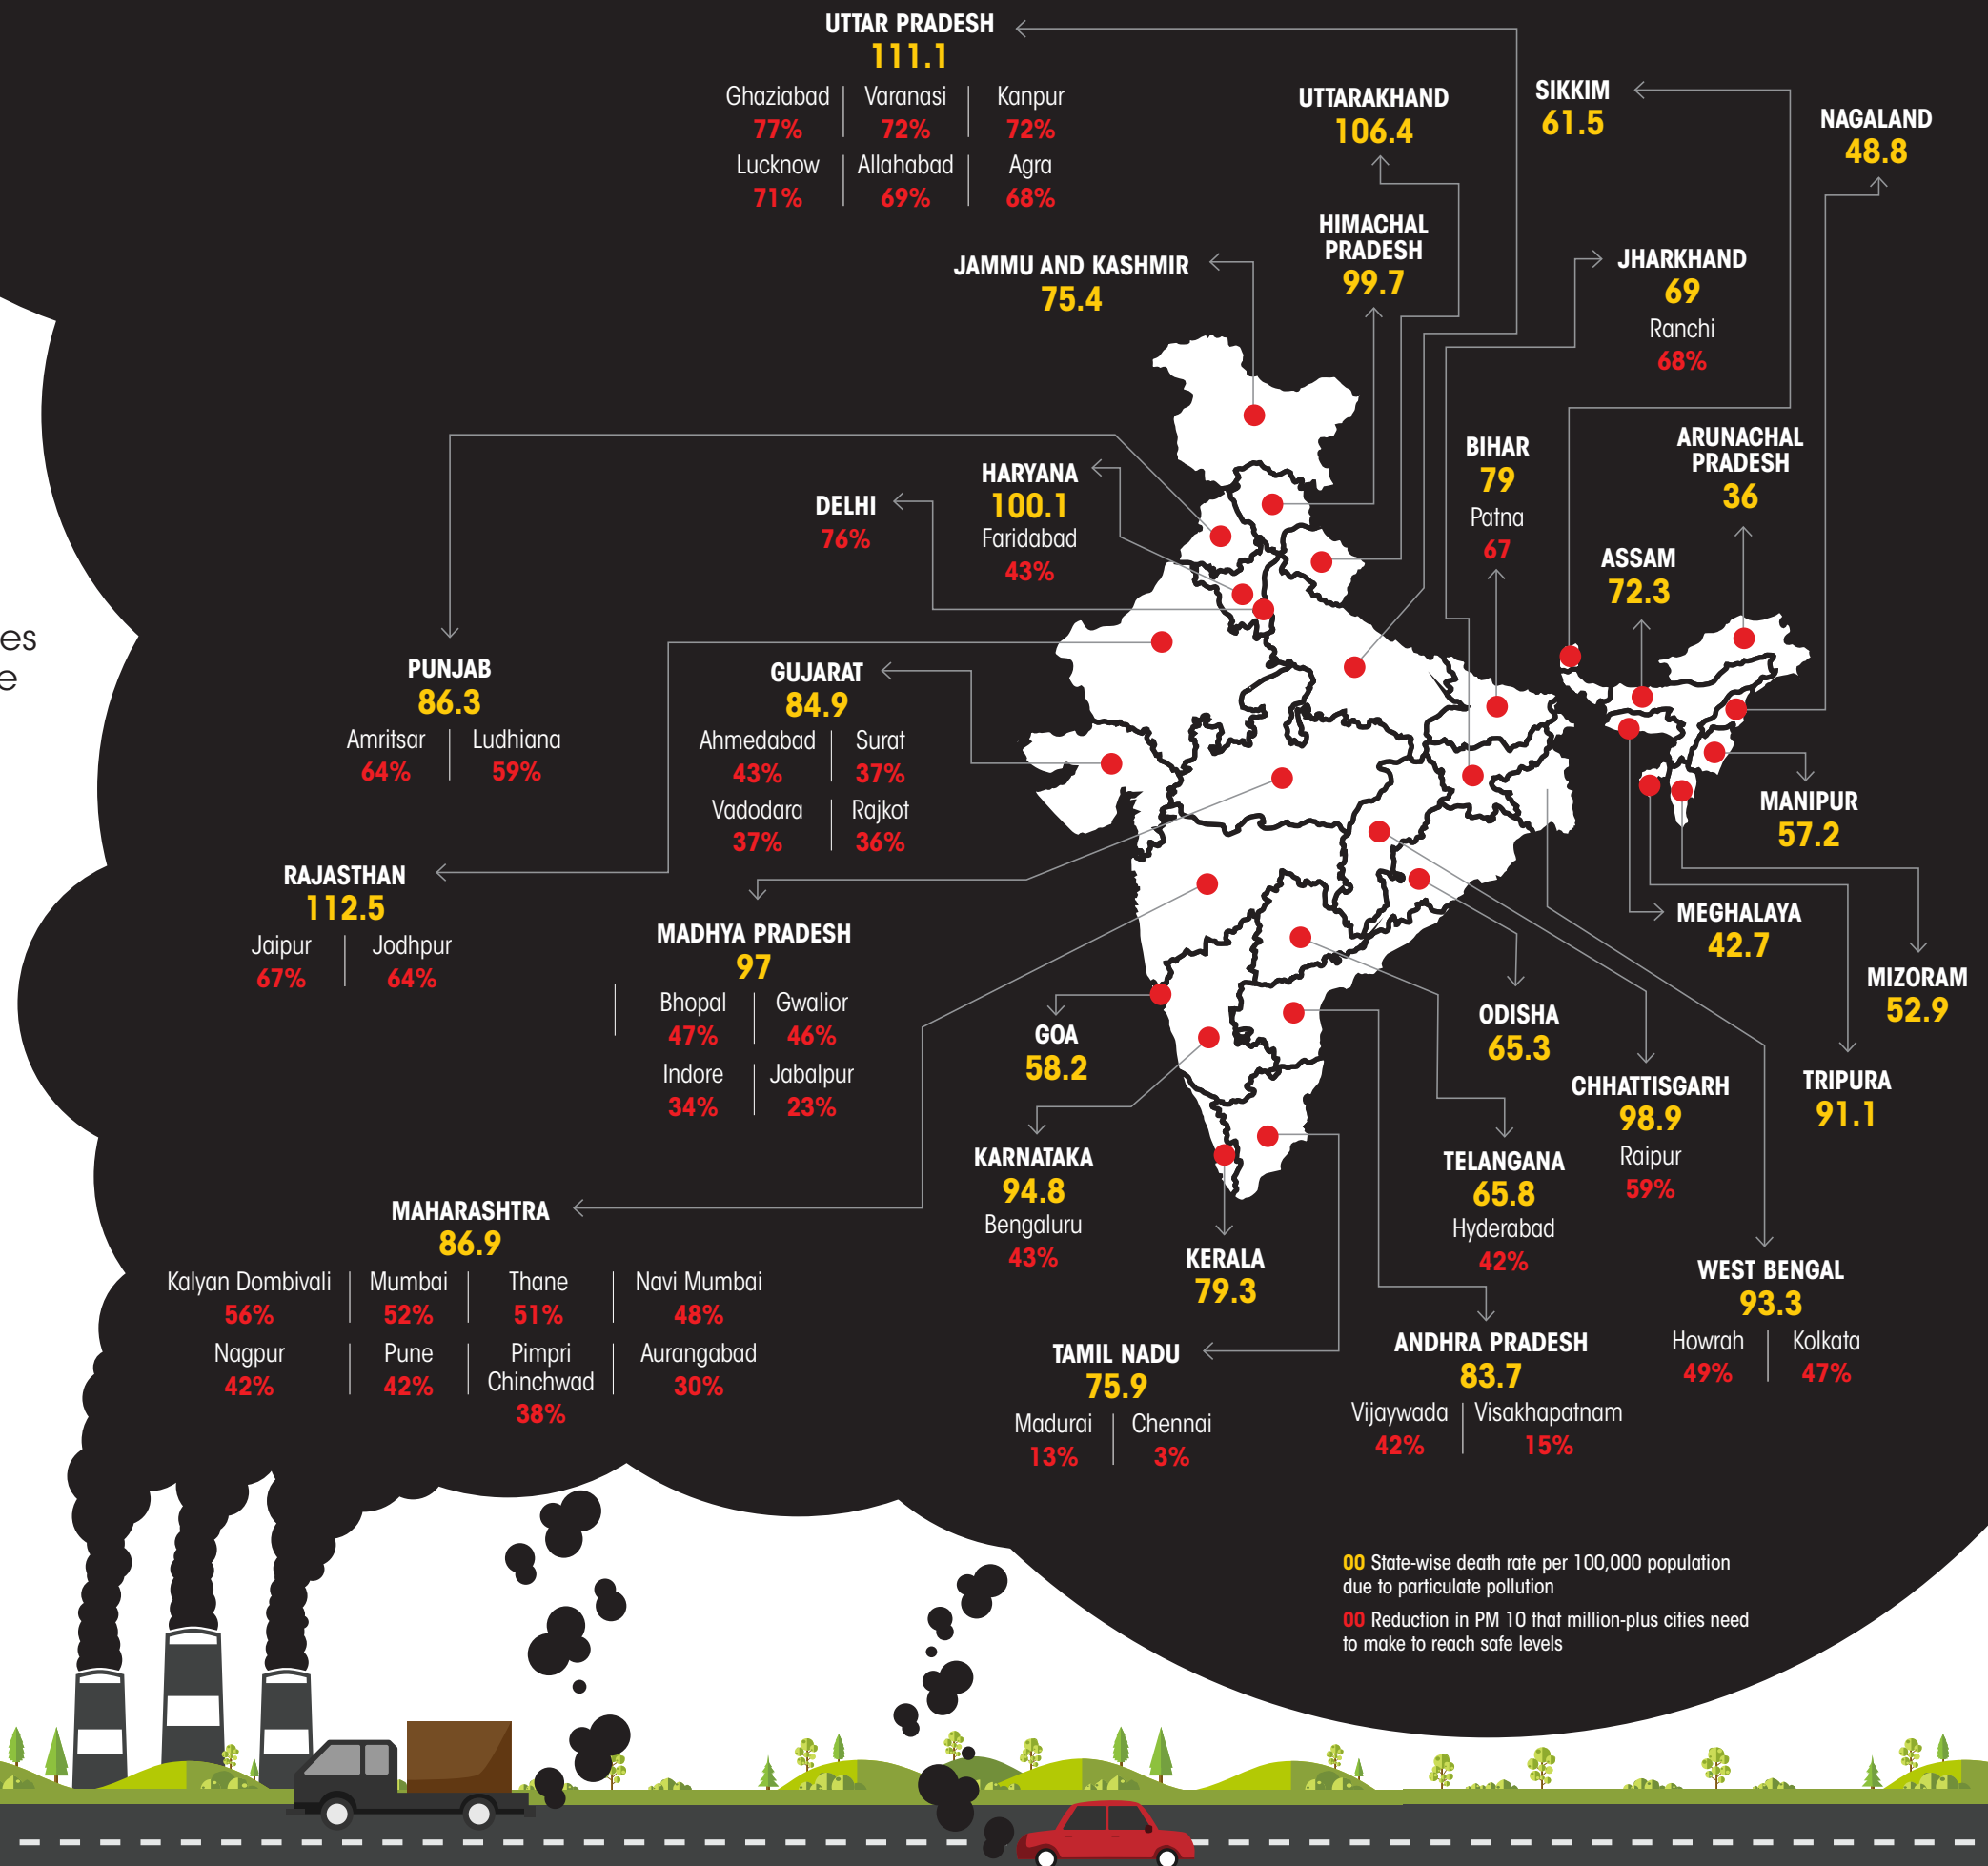 UTTAR PRADESH
111.1
Ghaziabad Varanasi Kanpur
77% 72% 72%
Lucknow Allahabad Agra
71% 69% 68%
UTTARAKHAND
106.4
SIKKIM
61.5
NAGALAND
48.8
HIMACHAL
PRADESH
99.7
JAMMU AND KASHMIR
75.4
JHARKHAND
69
Ranchi
68%
BIHAR
79
Patna
67
ARUNACHAL
PRADESH
36
HARYANA
100.1
Faridabad
43%
DELHI
76%
ASSAM
72.3
es
e
PUNJAB
86.3
Amritsar Ludhiana
64% 59%
GUJARAT
84.9
Ahmedabad Surat
43% 37%
Vadodara Rajkot
37% 36%
MANIPUR
57.2
RAJASTHAN
112.5
Jaipur Jodhpur
67% 64%
MADHYA PRADESH
97
Bhopal Gwalior
47% 46%
Indore Jabalpur
34% 23%
MEGHALAYA
42.7
MIZORAM
52.9
GOA
58.2
ODISHA
65.3
CHHATTISGARH
98.9
Raipur
59%
TRIPURA
91.1
KARNATAKA
94.8
Bengaluru
43%
TELANGANA
65.8
Hyderabad
42%
MAHARASHTRA
86.9
Kalyan Dombivali Mumbai Thane Navi Mumbai
56% 52% 51% 48%
Nagpur Pune Pimpri Aurangabad
Chinchwad
42% 42% 30%
38%
KERALA
79.3
WEST BENGAL
93.3
Howrah Kolkata
49% 47%
TAMIL NADU
75.9
Madurai Chennai
13% 3%
ANDHRA PRADESH
83.7
Vijaywada Visakhapatnam
42% 15%
00 State-wise death rate per 100,000 population
due to particulate pollution
00 Reduction in PM 10 that million-plus cities need
to make to reach safe levels